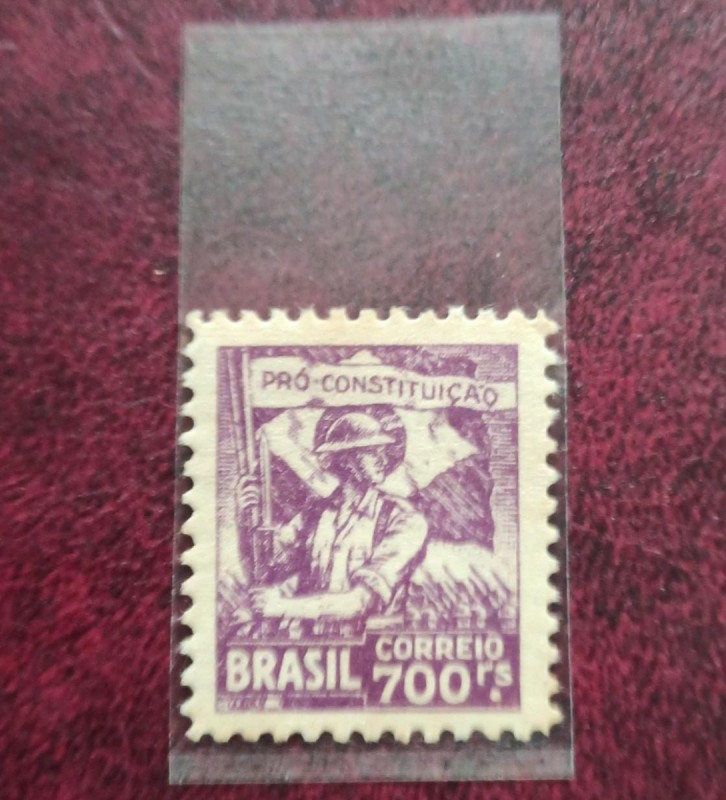 PRÓ-CONSTITUIÇÃO
CORREIO
BRASIL 700 rs.